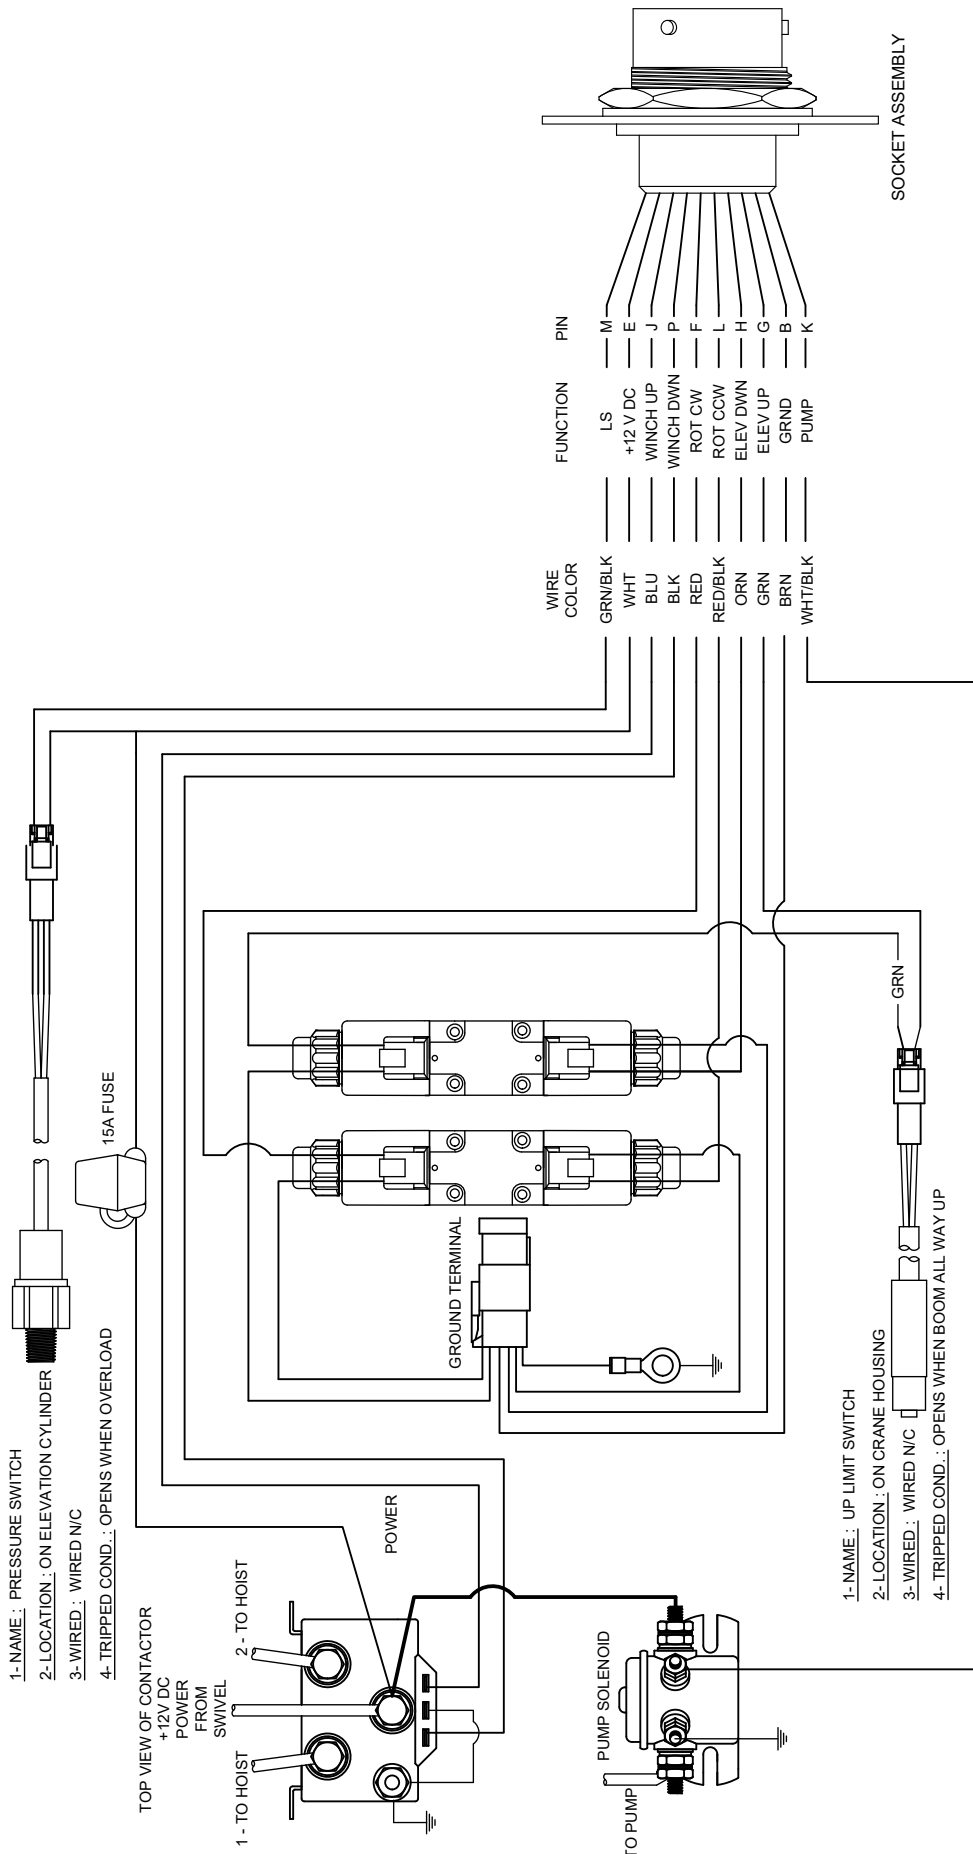 1- NAME : PRESSURE SWITCH
2- LOCATION : ON ELEVATION CYLINDER
3- WIRED : WIRED N/C
4- TRIPPED COND. : OPENS WHEN OVERLOAD
15A FUSE
TOP VIEW OF CONTACTOR
+12V DC
POWER
FROM
SWIVEL
1 - TO HOIST
2 - TO HOIST
POWER
GROUND TERMINAL
PUMP SOLENOID
TO PUMP
WIRE
COLOR
FUNCTION
PIN
GRN/BLK LS M
WHT +12 V DC E
BLU WINCH UP J
BLK WINCH DWN P
RED ROT CW F
RED/BLK ROT CCW L
ORN ELEV DWN H
GRN ELEV UP G
BRN GRND B
WHT/BLK PUMP K
SOCKET ASSEMBLY
GRN
1- NAME : UP LIMIT SWITCH
2- LOCATION : ON CRANE HOUSING
3- WIRED : WIRED N/C
4- TRIPPED COND. : OPENS WHEN BOOM ALL WAY UP